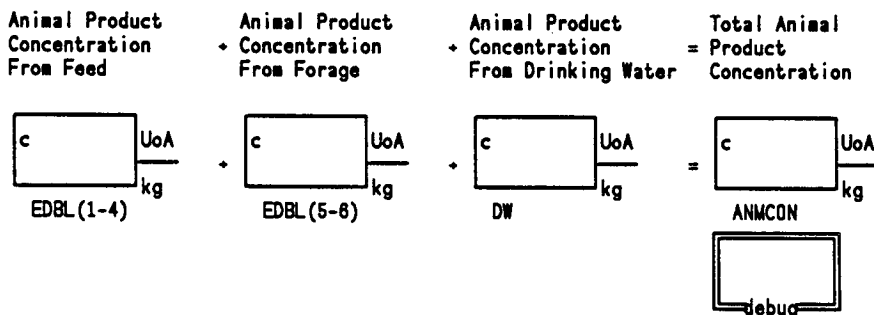 Animal Product Animal Product Animal Product Total Animal
Concentration + Concentration + Concentration = Product
From Feed From Forage From Drinking Water Concentration
c UoA + c UoA + c UoA = c UoA
kg kg kg kg
EDBL(1-4) EDBL(5-6) DW ANMCON
debug